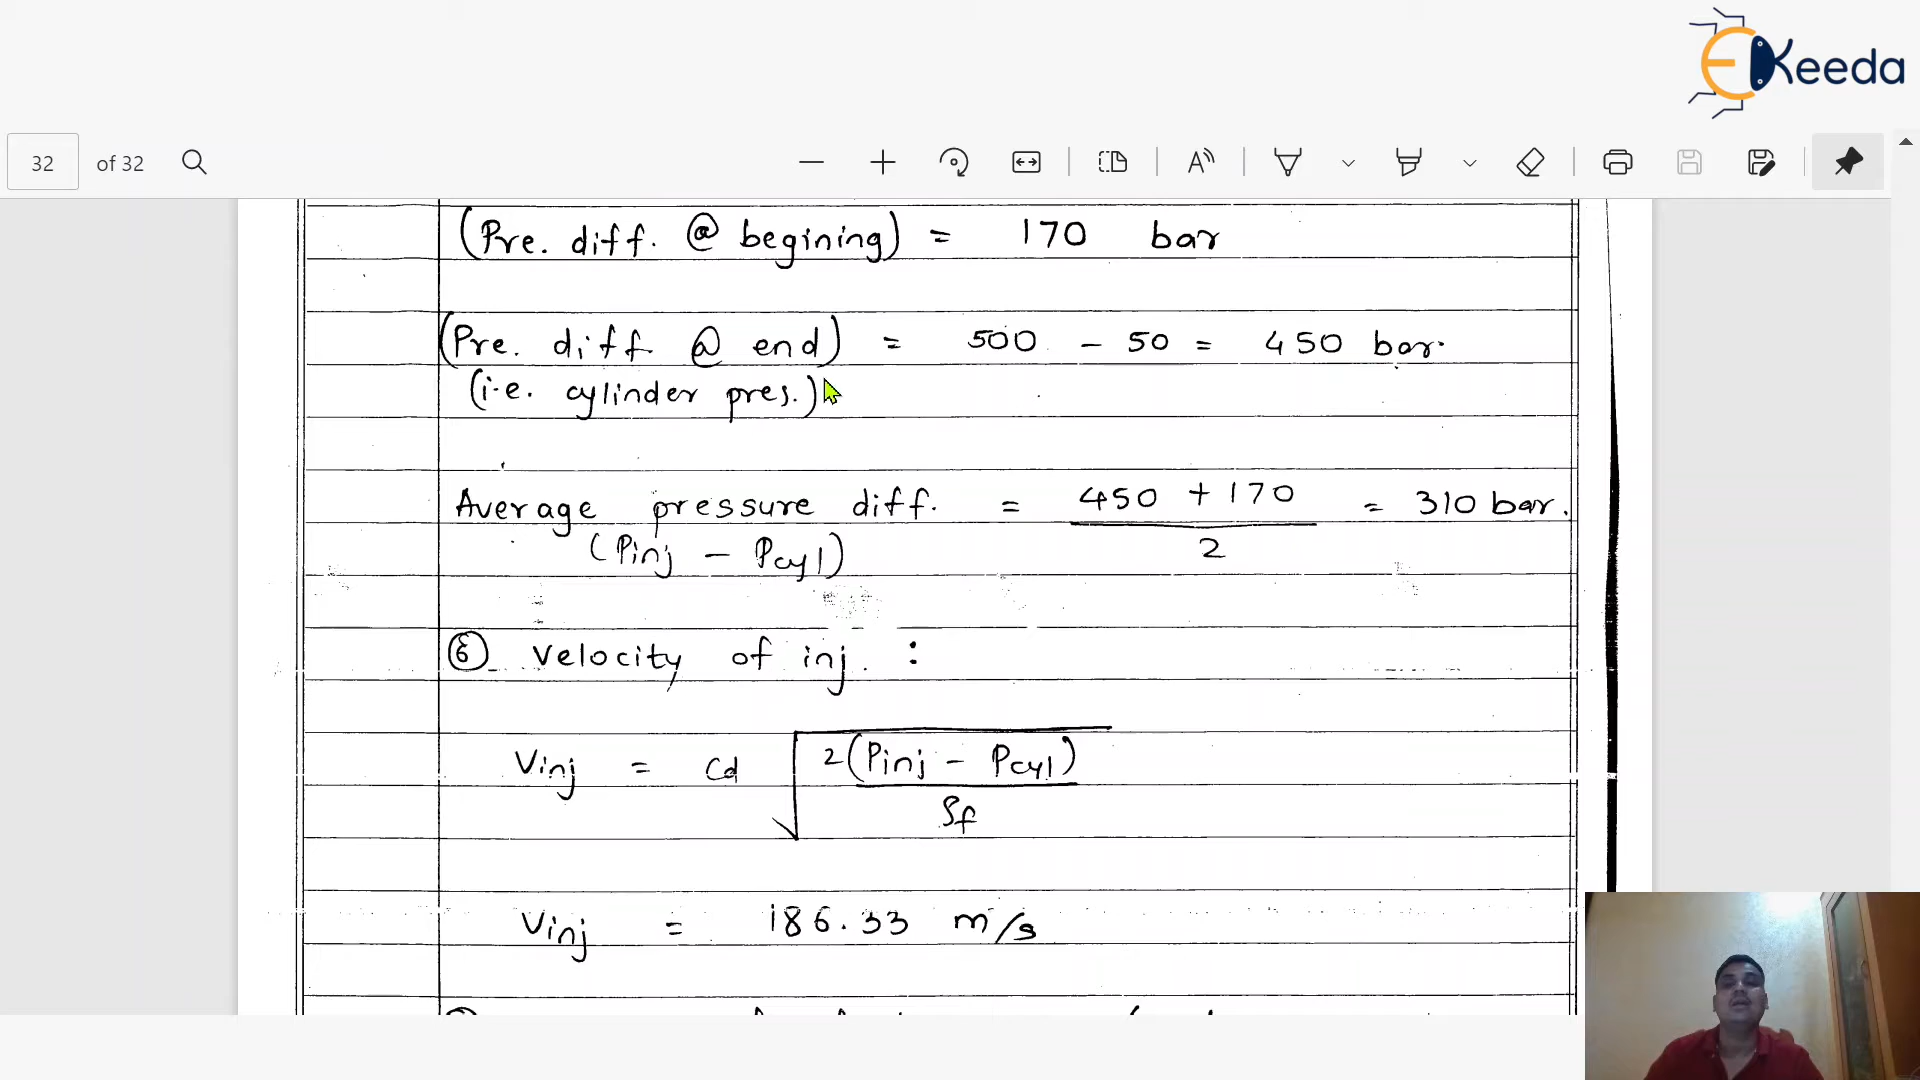 EKeeda
32 of 32
(Pre. diff. @ begining) = 170 bar
(Pre. diff. @ end) = 500 - 50 = 450 bar.
(i.e. cylinder pres.)
Average pressure diff. = 450 + 170 / 2 = 310 bar.
(Pinj - Pcyl)
⑥ Velocity of inj. :
Vinj = Cd √ 2(Pinj - Pcyl) / ρf
Vinj = 186.33 m/s